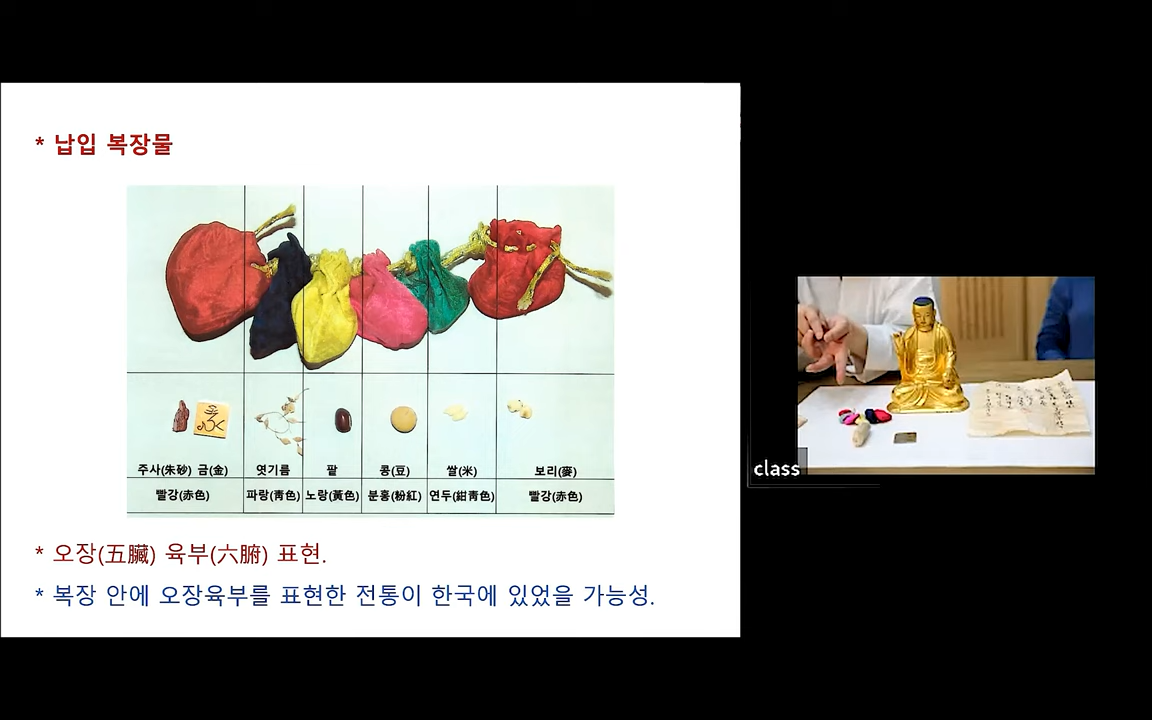 * 납입 복장물
주사(朱砂) 금(金) 엿기름 팥 콩(豆) 쌀(米) 보리(麥)
빨강(赤色) 파랑(靑色) 노랑(黃色) 분홍(粉紅) 연두(紺靑色) 빨강(赤色)
* 오장(五臟) 육부(六腑) 표현.
* 복장 안에 오장육부를 표현한 전통이 한국에 있었을 가능성.
class